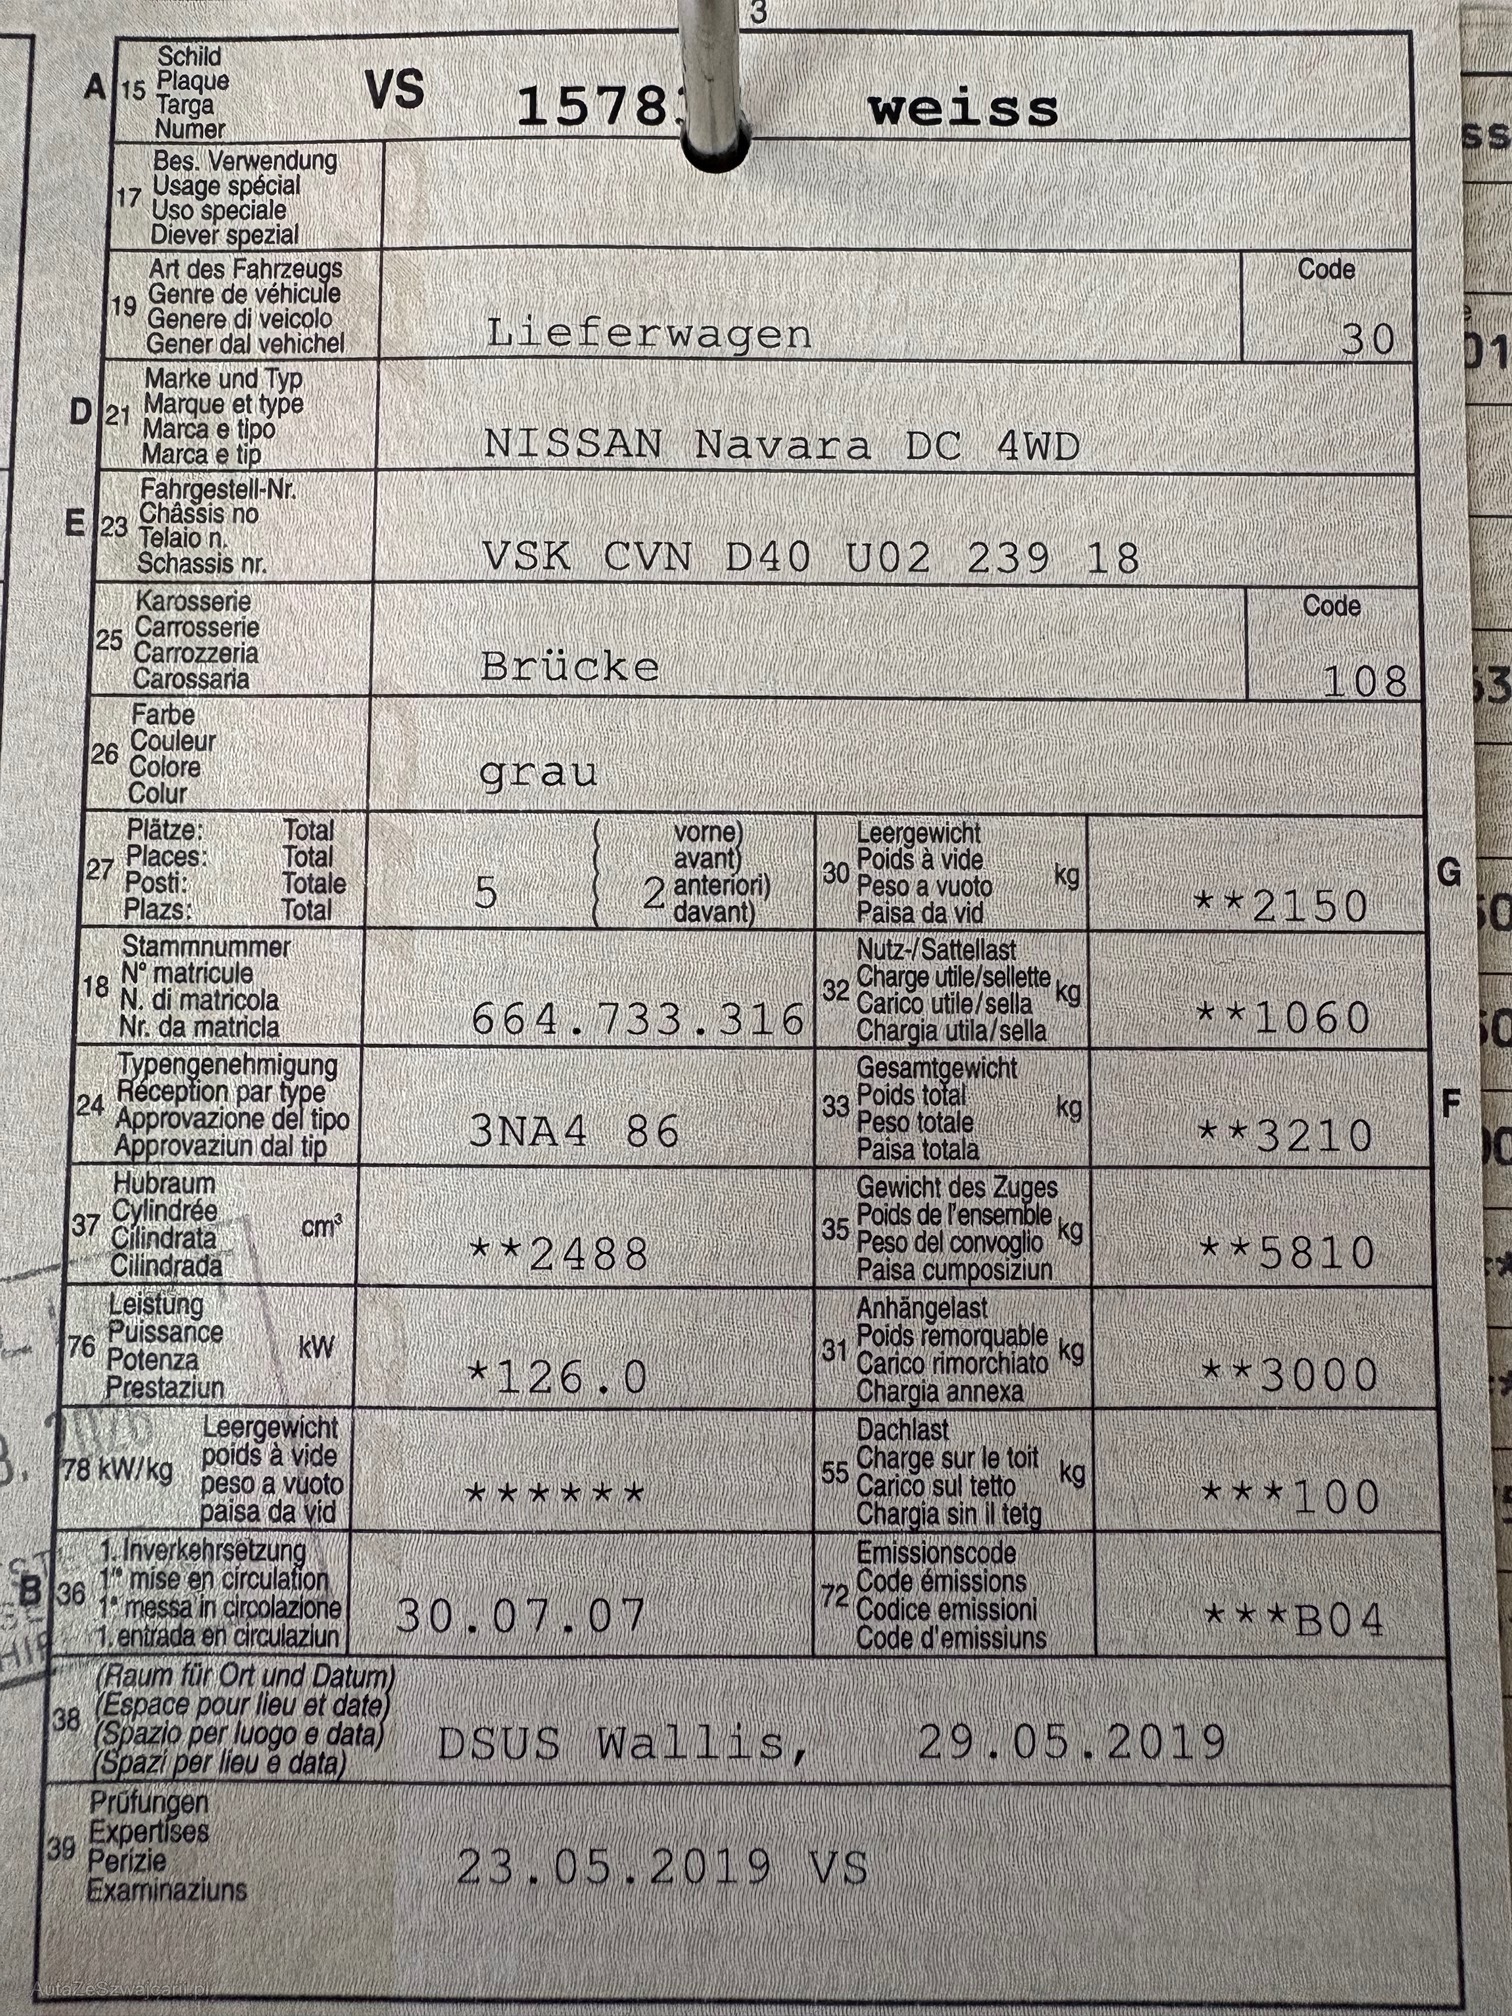 3
A 15 Schild
Plaque
Targa
Numer
VS 1578 weiss
17 Bes. Verwendung
Usage spécial
Uso speciale
Diever spezial
19 Art des Fahrzeugs
Genre de véhicule
Genere di veicolo
Gener dal vehichel
Lieferwagen
Code
30
D 21 Marke und Typ
Marque et type
Marca e tipo
Marca e tip
NISSAN Navara DC 4WD
E 23 Fahrgestell-Nr.
Châssis no
Telaio n.
Schassis nr.
VSK CVN D40 U02 239 18
25 Karosserie
Carrosserie
Carrozzeria
Carossaria
Brücke
Code
108
26 Farbe
Couleur
Colore
Colur
grau
27 Plätze: Total
Places: Total
Posti: Totale
Plazs: Total
5 ( 2 vorne)
avant)
anteriori)
davant)
30 Leergewicht
Poids à vide
Peso a vuoto
Paisa da vid
kg
**2150
G
18 Stammnummer
N° matricule
N. di matricola
Nr. da matricla
664.733.316
32 Nutz-/Sattellast
Charge utile/sellette
Carico utile/sella
Chargia utila/sella
kg
**1060
24 Typengenehmigung
Réception par type
Approvazione del tipo
Approvaziun dal tip
3NA4 86
33 Gesamtgewicht
Poids total
Peso totale
Paisa totala
kg
**3210
F
37 Hubraum
Cylindrée
Cilindrata
Cilindrada
cm³
**2488
35 Gewicht des Zuges
Poids de l'ensemble
Peso del convoglio
Paisa cumposiziun
kg
**5810
76 Leistung
Puissance
Potenza
Prestaziun
kW
*126.0
31 Anhängelast
Poids remorquable
Carico rimorchiato
Chargia annexa
kg
**3000
78 kW/kg Leergewicht
poids à vide
peso a vuoto
paisa da vid
******
55 Dachlast
Charge sur le toit
Carico sul tetto
Chargia sin il tetg
kg
***100
B 36 1. Inverkehrsetzung
1re mise en circulation
1a messa in circolazione
1. entrada en circulaziun
30.07.07
72 Emissionscode
Code émissions
Codice emissioni
Code d'emissiuns
***B04
38 (Raum für Ort und Datum)
(Espace pour lieu et date)
(Spazio per luogo e data)
(Spazi per lieu e data)
DSUS Wallis, 29.05.2019
39 Prüfungen
Expertises
Perizie
Examinaziuns
23.05.2019 VS
AutaZeSzwajcarii.pl